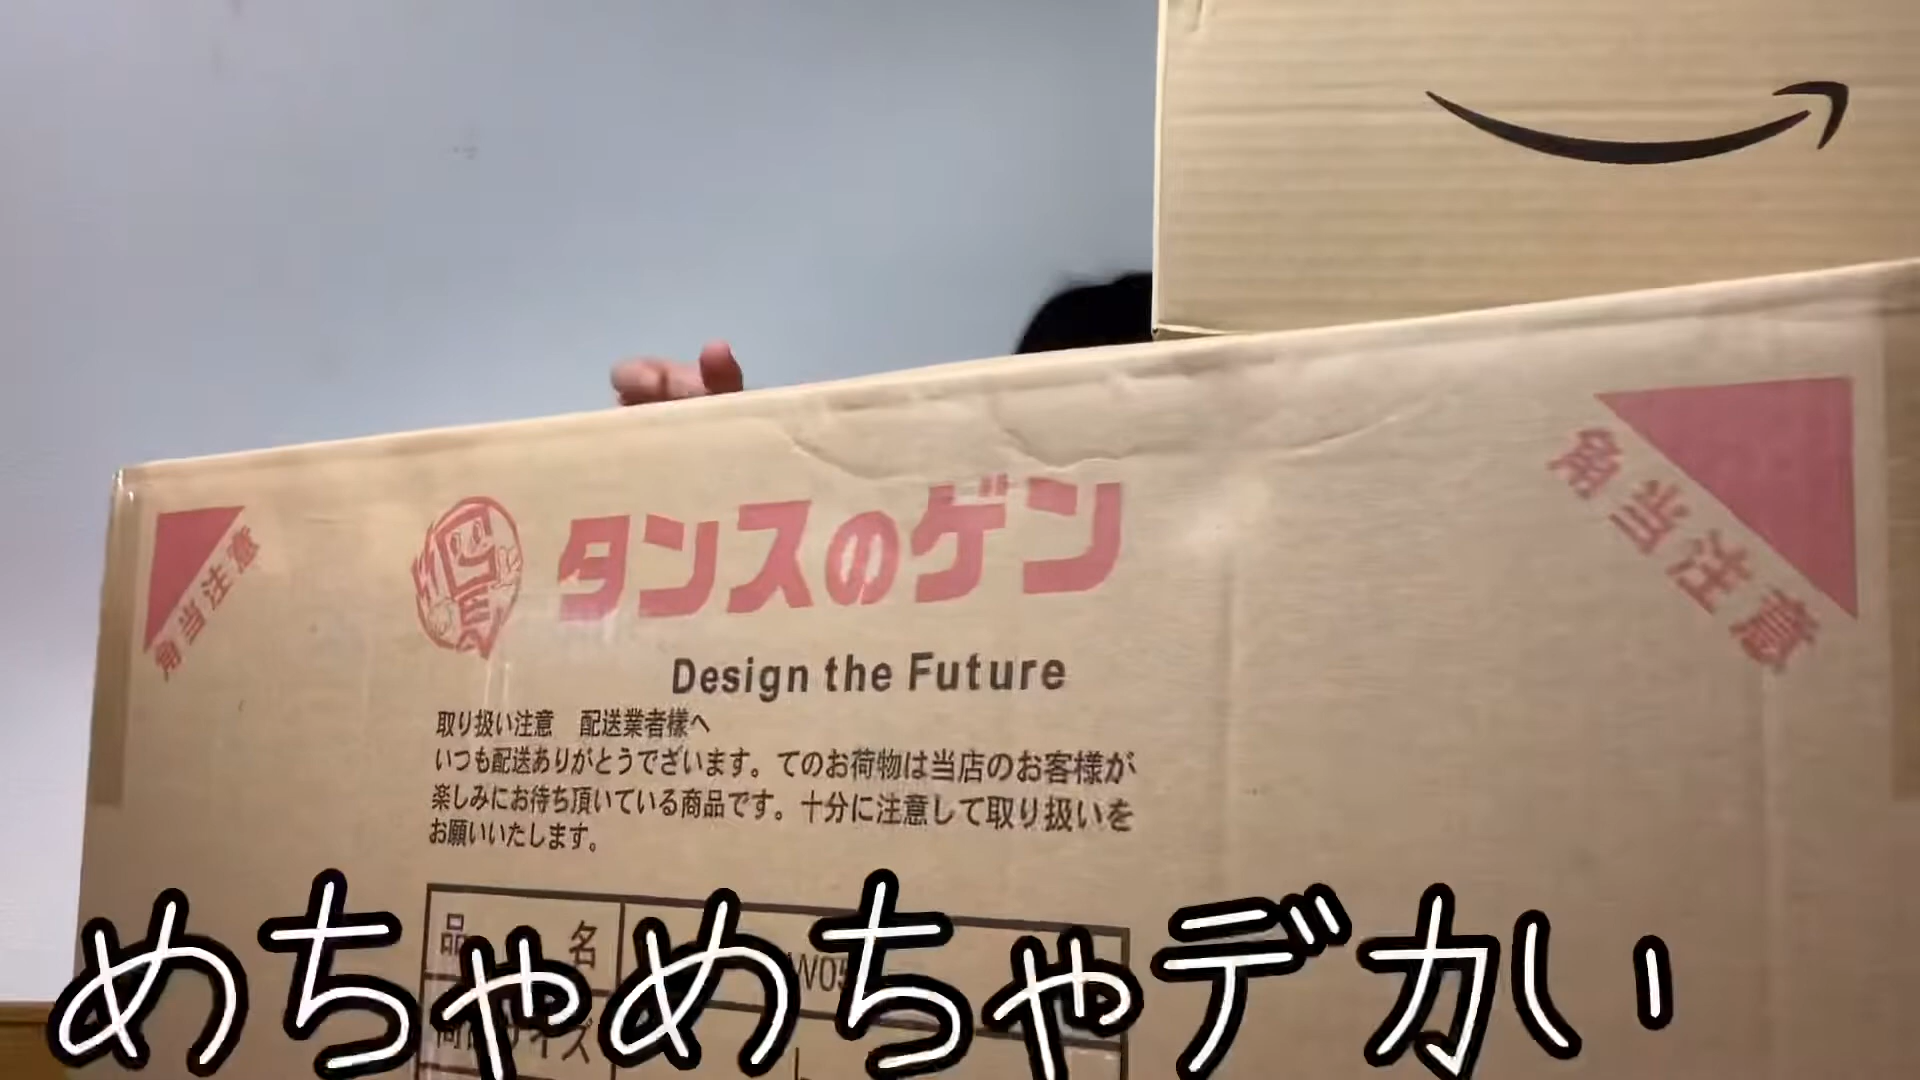 タンスのゲン
Design the Future
角当注意
角当注意
取り扱い注意 配送業者様へ
いつも配送ありがとうでざいます。てのお荷物は当店のお客様が
楽しみにお待ち頂いている商品です。十分に注意して取り扱いを
お願いいたします。
品名
めちゃめちゃデカい